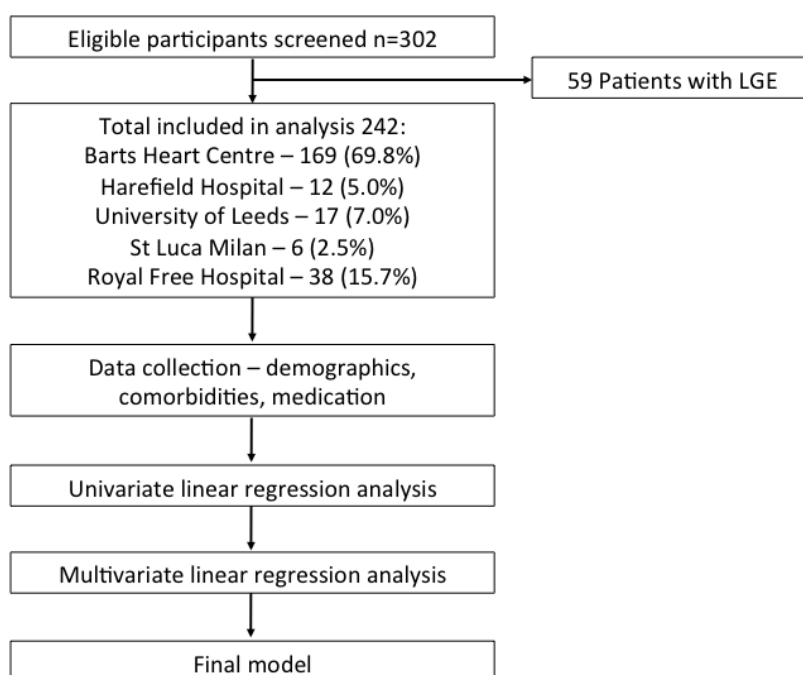 Eligible participants screened n=302
59 Patients with LGE
Total included in analysis 242:
Barts Heart Centre – 169 (69.8%)
Harefield Hospital – 12 (5.0%)
University of Leeds – 17 (7.0%)
St Luca Milan – 6 (2.5%)
Royal Free Hospital – 38 (15.7%)
Data collection – demographics,
comorbidities, medication
Univariate linear regression analysis
Multivariate linear regression analysis
Final model